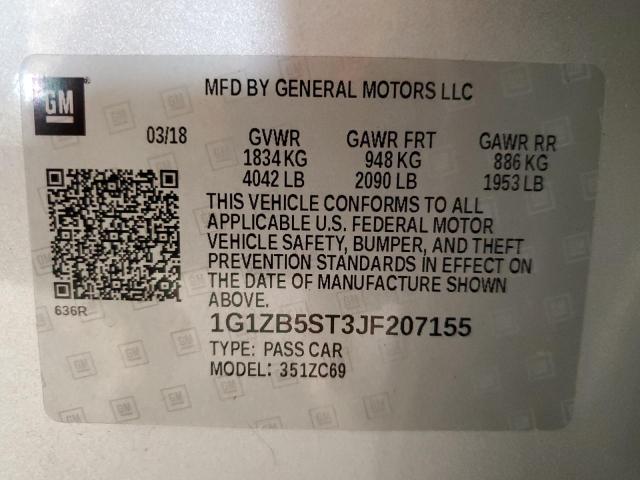 GM
MFD BY GENERAL MOTORS LLC
03/18 GVWR GAWR FRT GAWR RR
1834 KG 948 KG 886 KG
4042 LB 2090 LB 1953 LB
THIS VEHICLE CONFORMS TO ALL
APPLICABLE U.S. FEDERAL MOTOR
VEHICLE SAFETY, BUMPER, AND THEFT
PREVENTION STANDARDS IN EFFECT ON
THE DATE OF MANUFACTURE SHOWN
ABOVE.
636R
1G1ZB5ST3JF207155
TYPE: PASS CAR
MODEL: 351ZC69